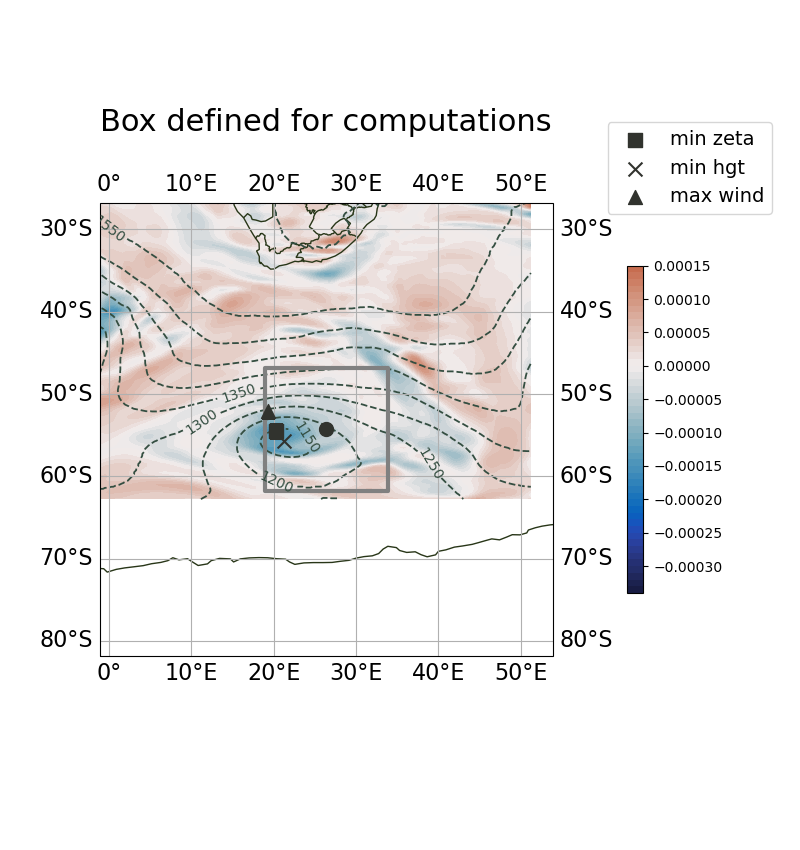 Box defined for computations
min zeta
min hgt
max wind
0° 10°E 20°E 30°E 40°E 50°E
30°S 30°S
40°S 40°S
50°S 50°S
60°S 60°S
70°S 70°S
80°S 80°S
0° 10°E 20°E 30°E 40°E 50°E
1550
1350
1300
1150
1250
1200
0.00015
0.00010
0.00005
0.00000
−0.00005
−0.00010
−0.00015
−0.00020
−0.00025
−0.00030